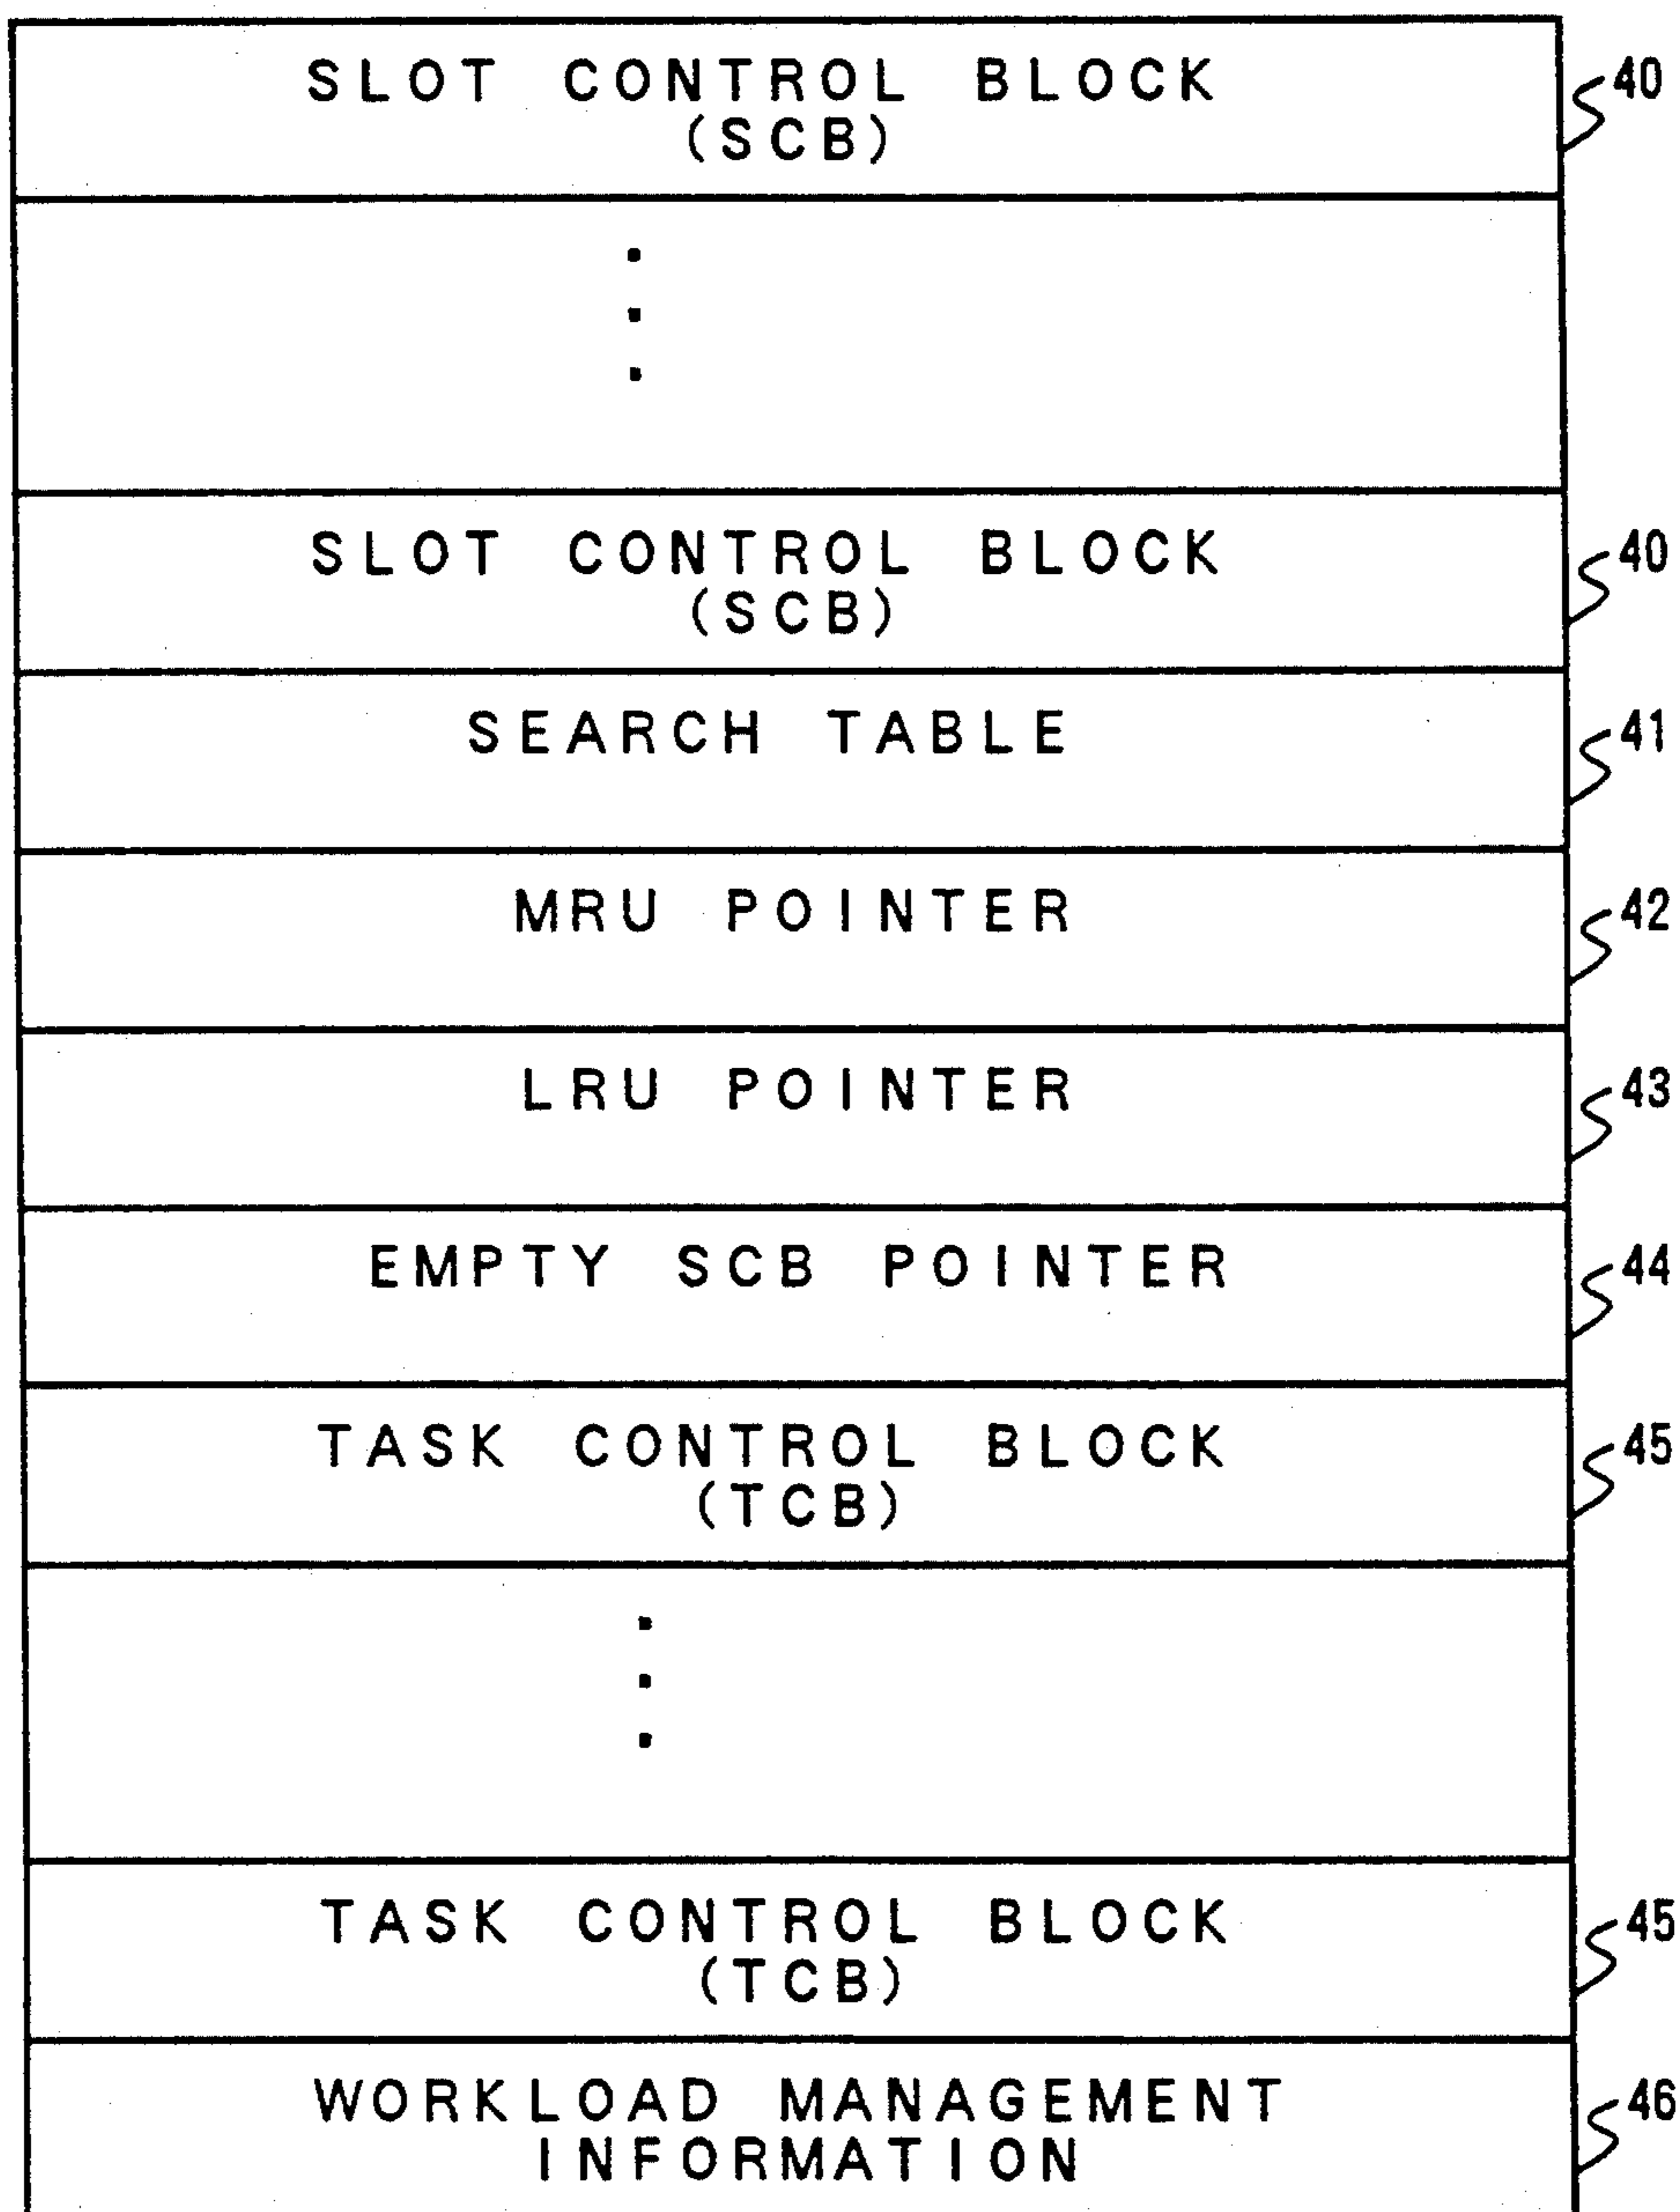 SLOT CONTROL BLOCK 40
(SCB)
SLOT CONTROL BLOCK 40
(SCB)
SEARCH TABLE 41
MRU POINTER 42
LRU POINTER 43
EMPTY SCB POINTER 44
TASK CONTROL BLOCK 45
(TCB)
TASK CONTROL BLOCK 45
(TCB)
WORKLOAD MANAGEMENT 46
INFORMATION